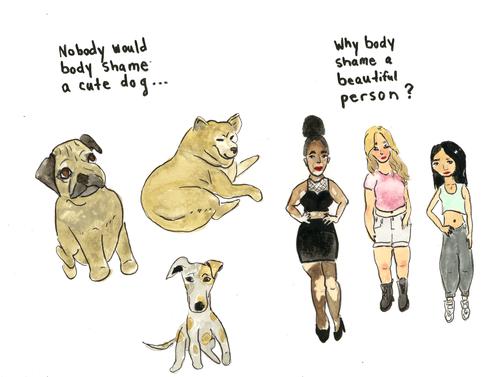 Nobody would
body shame
a cute dog...
Why body
shame a
beautiful
person?